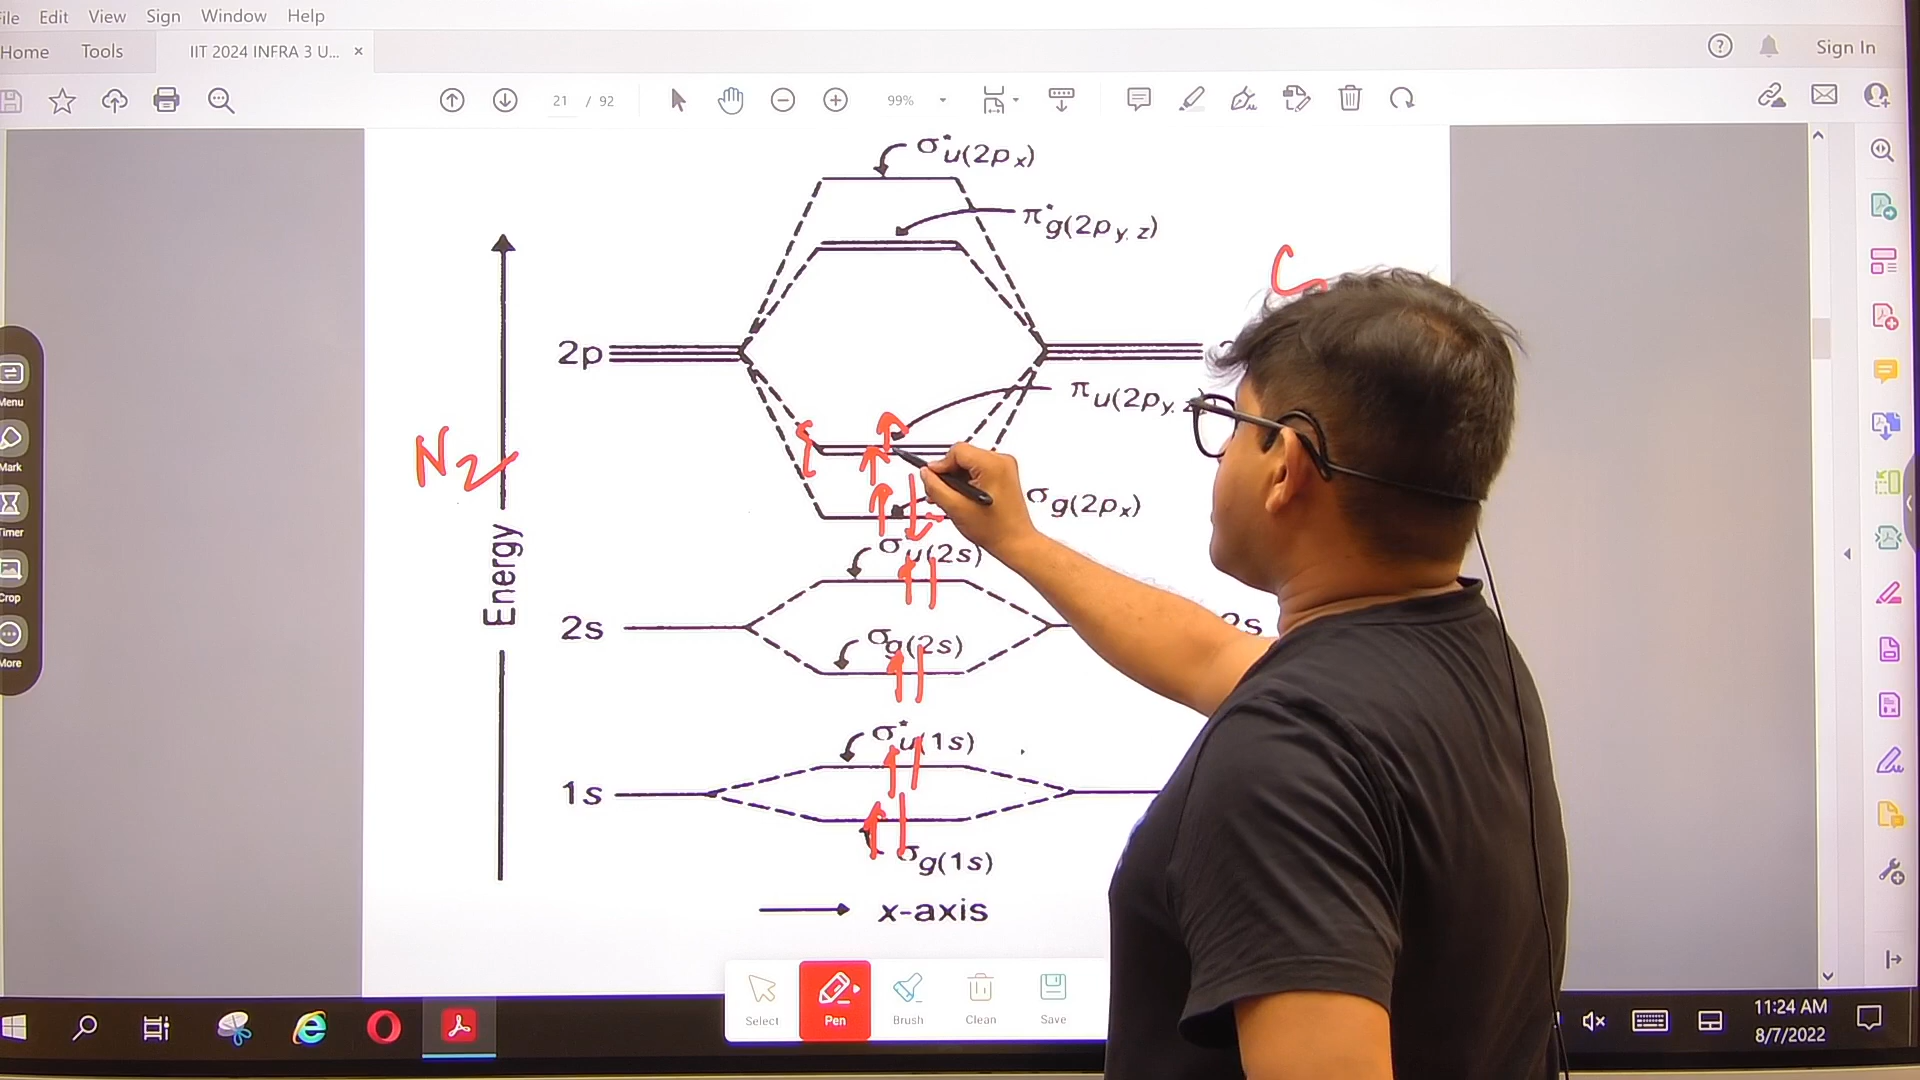 File Edit View Sign Window Help
Home Tools IIT 2024 INFRA 3 U... ×
Sign In
21 / 92
99%
σ*u(2px)
π*g(2py, z)
2p
πu(2py, z)
N2
σg(2px)
Energy
σu(2s)
2s
2s
σg(2s)
σ*u(1s)
1s
σg(1s)
x-axis
Menu
Mark
Timer
Crop
More
Select Pen Brush Clean Save
11:24 AM
8/7/2022